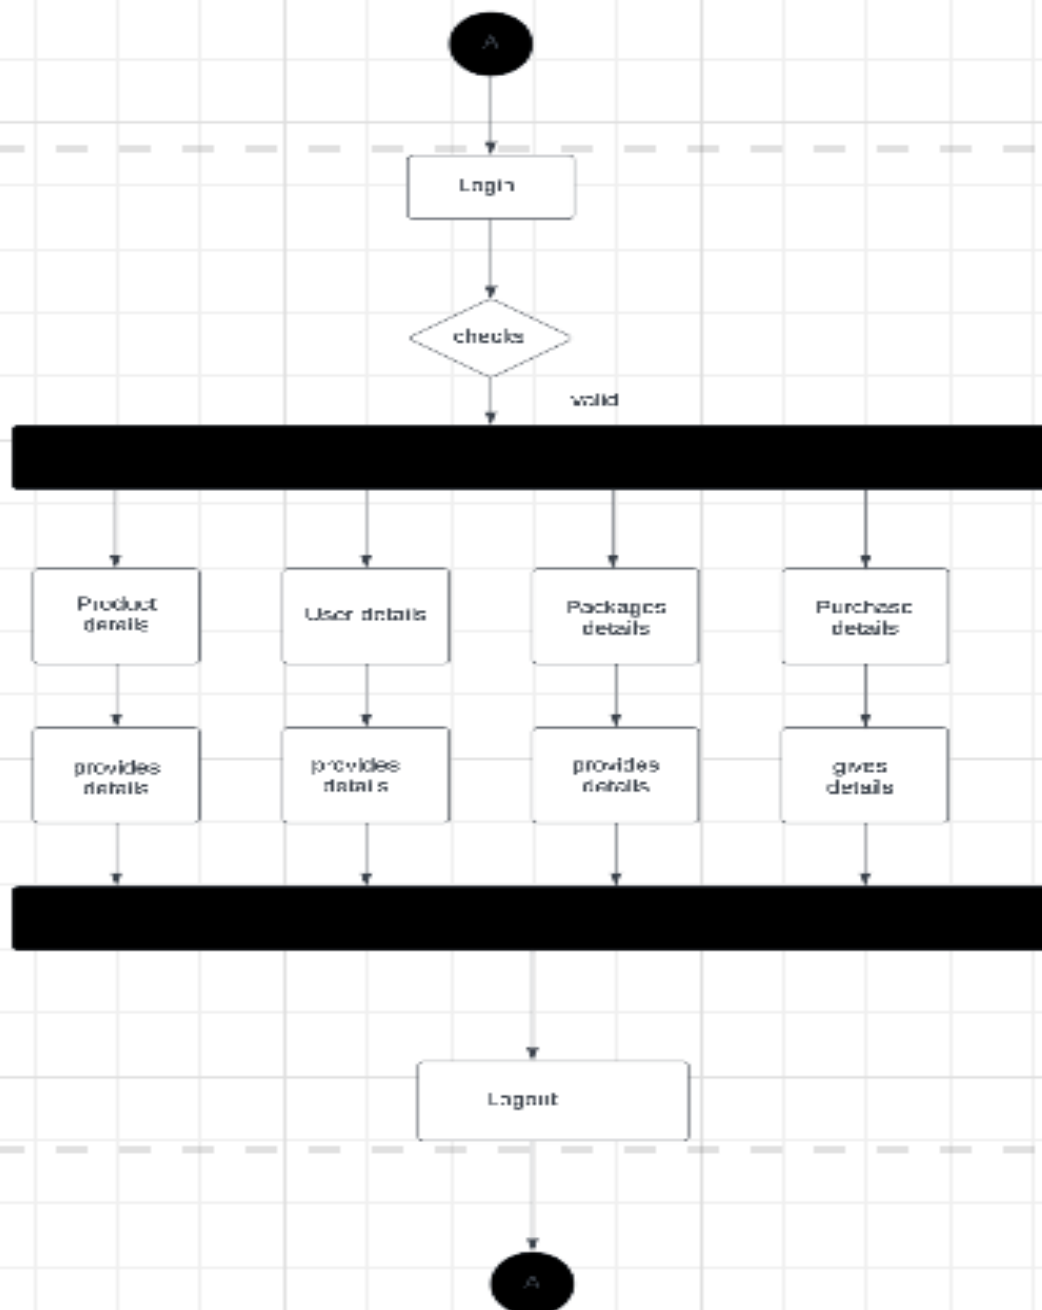 A
Login
checks
valid
Product
details
User details
Packages
details
Purchase
details
provides
details
provides
details
provides
details
gives
details
Logout
A